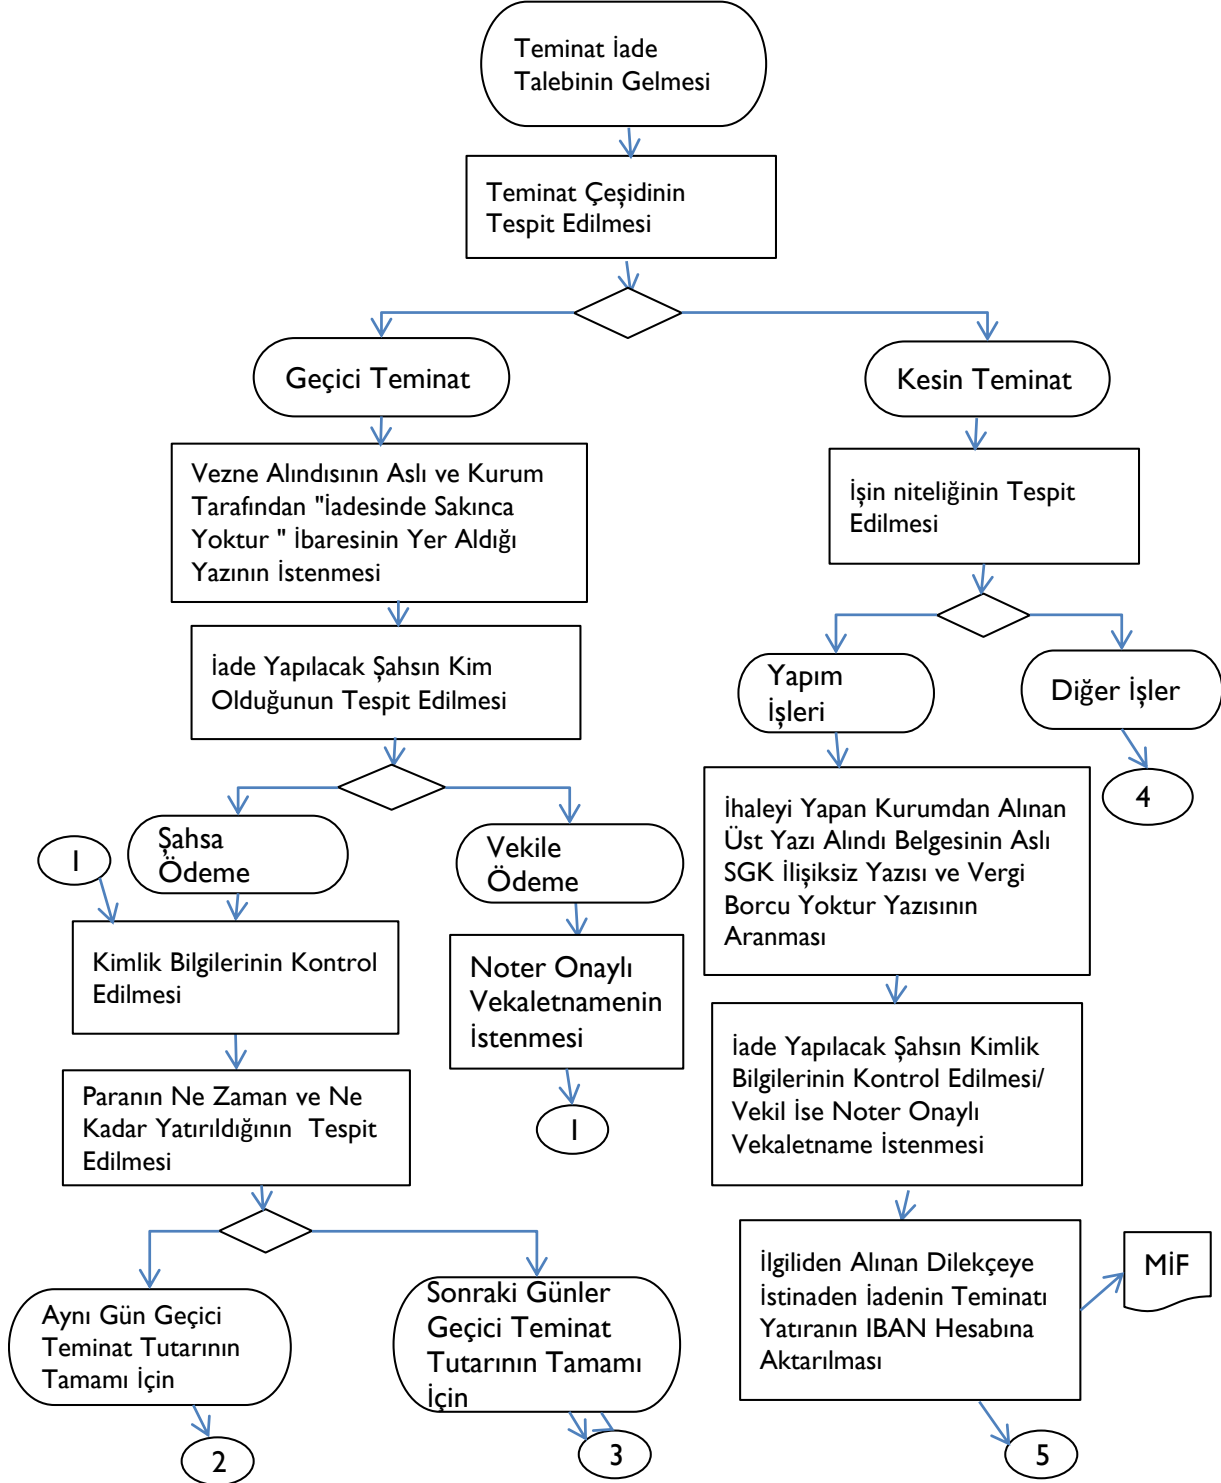 Teminat İade
Talebinin Gelmesi
Teminat Çeşidinin
Tespit Edilmesi
Geçici Teminat
Kesin Teminat
Vezne Alındısının Aslı ve Kurum
Tarafından "İadesinde Sakınca
Yoktur " İbaresinin Yer Aldığı
Yazının İstenmesi
İşin niteliğinin Tespit
Edilmesi
İade Yapılacak Şahsın Kim
Olduğunun Tespit Edilmesi
Yapım
İşleri
Diğer İşler
4
Şahsa
Ödeme
Vekile
Ödeme
1
İhaleyi Yapan Kurumdan Alınan
Üst Yazı Alındı Belgesinin Aslı
SGK İlişiksiz Yazısı ve Vergi
Borcu Yoktur Yazısının
Aranması
Kimlik Bilgilerinin Kontrol
Edilmesi
Noter Onaylı
Vekaletnamenin
İstenmesi
1
İade Yapılacak Şahsın Kimlik
Bilgilerinin Kontrol Edilmesi/
Vekil İse Noter Onaylı
Vekaletname İstenmesi
Paranın Ne Zaman ve Ne
Kadar Yatırıldığının Tespit
Edilmesi
İlgiliden Alınan Dilekçeye
İstinaden İadenin Teminatı
Yatıranın IBAN Hesabına
Aktarılması
MİF
Aynı Gün Geçici
Teminat Tutarının
Tamamı İçin
Sonraki Günler
Geçici Teminat
Tutarının Tamamı
İçin
2
3
5